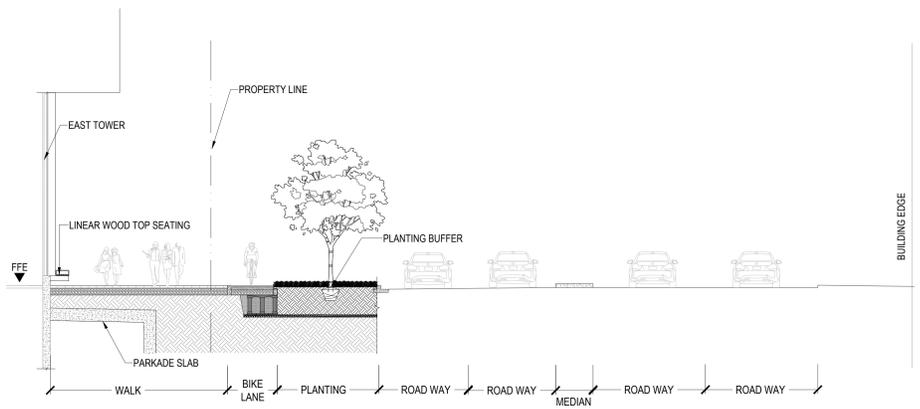 PROPERTY LINE
EAST TOWER
LINEAR WOOD TOP SEATING
PLANTING BUFFER
BUILDING EDGE
FFE
PARKADE SLAB
WALK
BIKE
LANE
PLANTING
ROAD WAY
ROAD WAY
MEDIAN
ROAD WAY
ROAD WAY